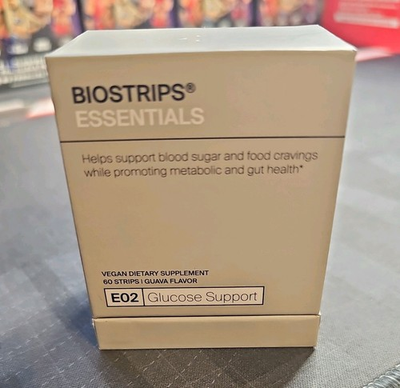 BIOSTRIPS®
ESSENTIALS
Helps support blood sugar and food cravings
while promoting metabolic and gut health*
VEGAN DIETARY SUPPLEMENT
60 STRIPS | GUAVA FLAVOR
E02 Glucose Support